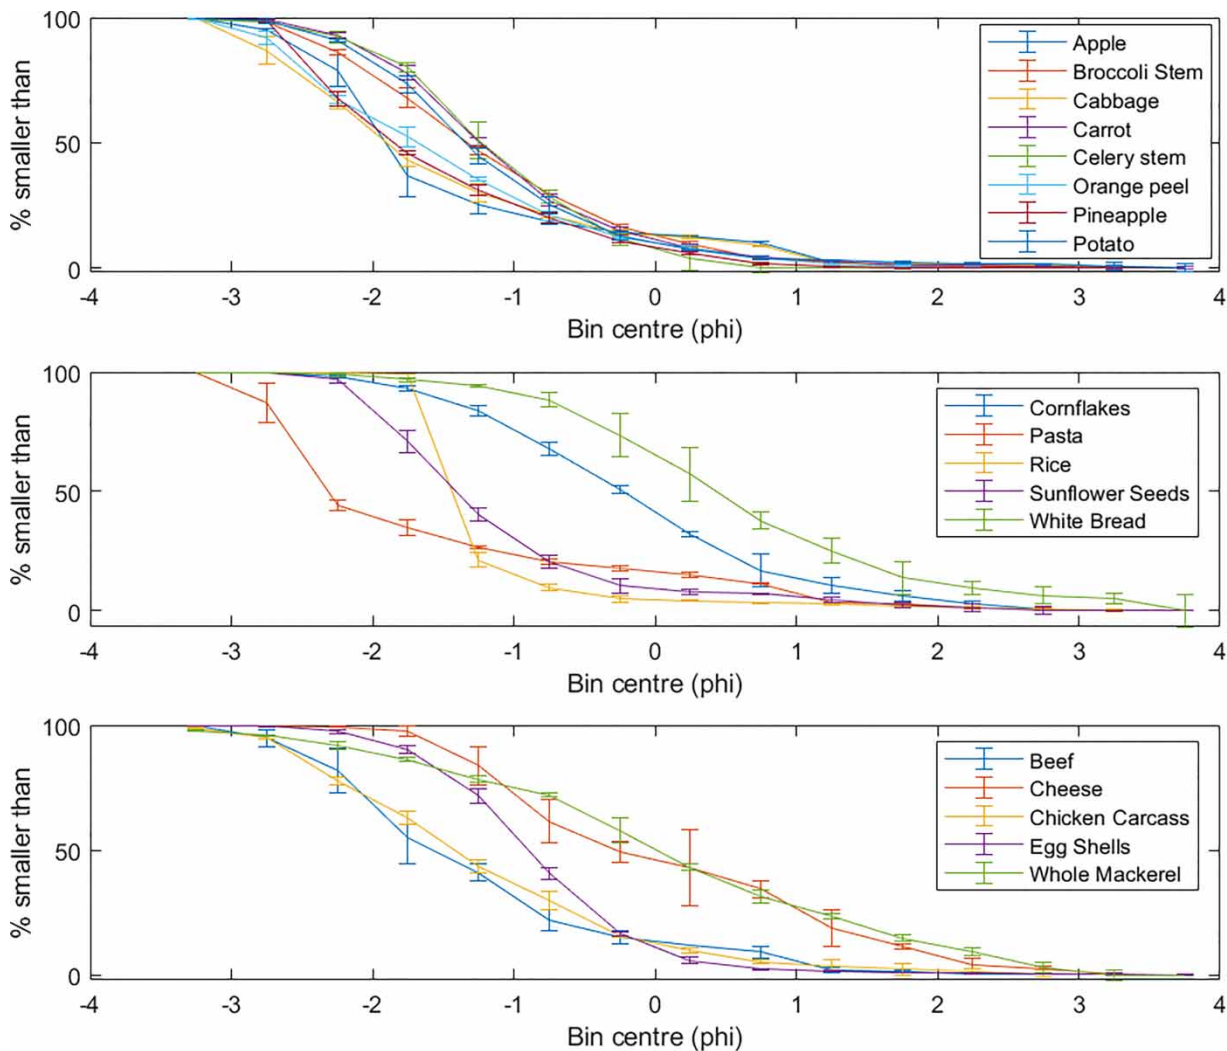 100
50
0
% smaller than
-4 -3 -2 -1 0 1 2 3 4
Bin centre (phi)
Apple
Broccoli Stem
Cabbage
Carrot
Celery stem
Orange peel
Pineapple
Potato
100
50
0
% smaller than
-4 -3 -2 -1 0 1 2 3 4
Bin centre (phi)
Cornflakes
Pasta
Rice
Sunflower Seeds
White Bread
100
50
0
% smaller than
-4 -3 -2 -1 0 1 2 3 4
Bin centre (phi)
Beef
Cheese
Chicken Carcass
Egg Shells
Whole Mackerel